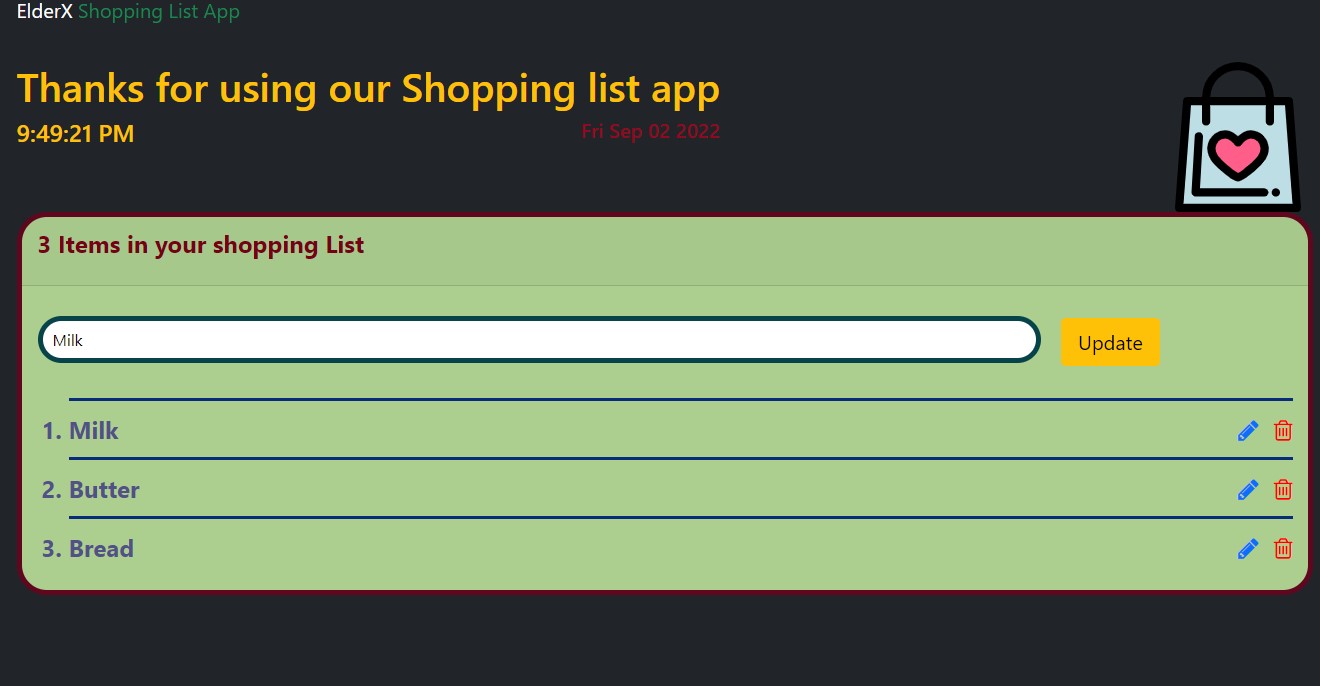 ElderX Shopping List App
Thanks for using our Shopping list app
9:49:21 PM Fri Sep 02 2022
3 Items in your shopping List
Milk Update
1. Milk
2. Butter
3. Bread